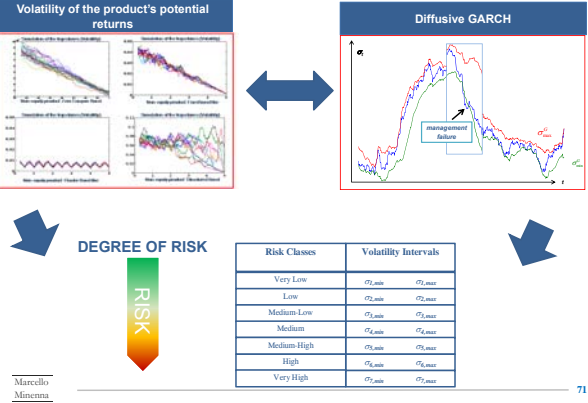 Volatility of the product's potential
returns
Diffusive GARCH
management
failure
DEGREE OF RISK
RISK
Risk Classes Volatility Intervals
Very Low σ1,min σ1,max
Low σ2,min σ2,max
Medium-Low σ3,min σ3,max
Medium σ4,min σ4,max
Medium-High σ5,min σ5,max
High σ6,min σ6,max
Very High σ7,min σ7,max
Marcello
Minenna
71